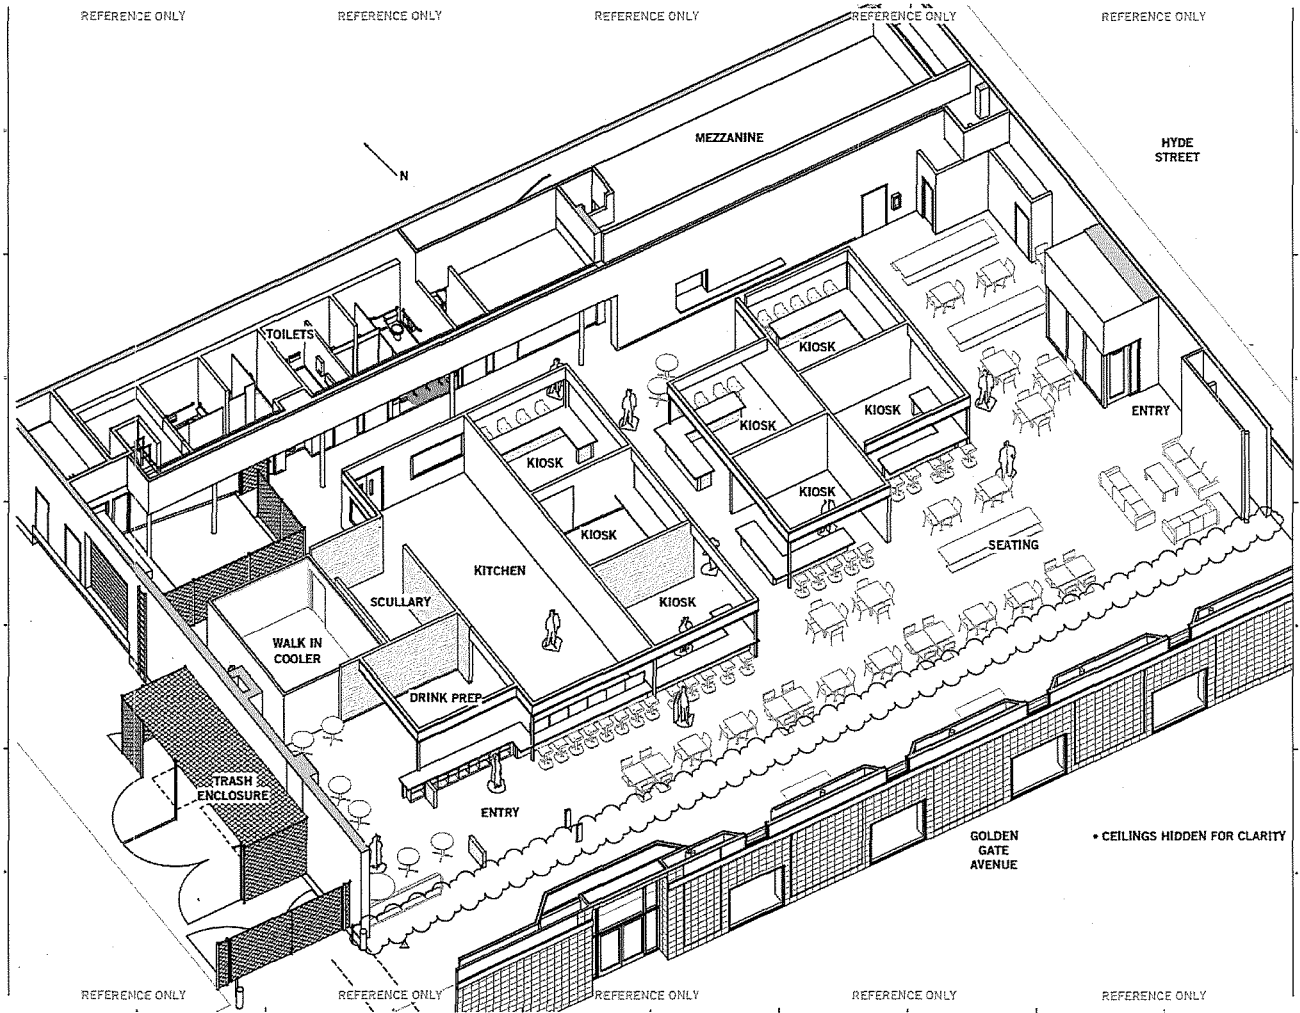 REFERENCE ONLY
REFERENCE ONLY
REFERENCE ONLY
REFERENCE ONLY
REFERENCE ONLY
MEZZANINE
HYDE
STREET
N
TOILETS
KIOSK
KIOSK
KIOSK
ENTRY
KIOSK
KIOSK
KIOSK
SEATING
KITCHEN
KIOSK
SCULLARY
WALK IN
COOLER
DRINK PREP
TRASH
ENCLOSURE
ENTRY
GOLDEN
GATE
AVENUE
• CEILINGS HIDDEN FOR CLARITY
REFERENCE ONLY
REFERENCE ONLY
REFERENCE ONLY
REFERENCE ONLY
REFERENCE ONLY